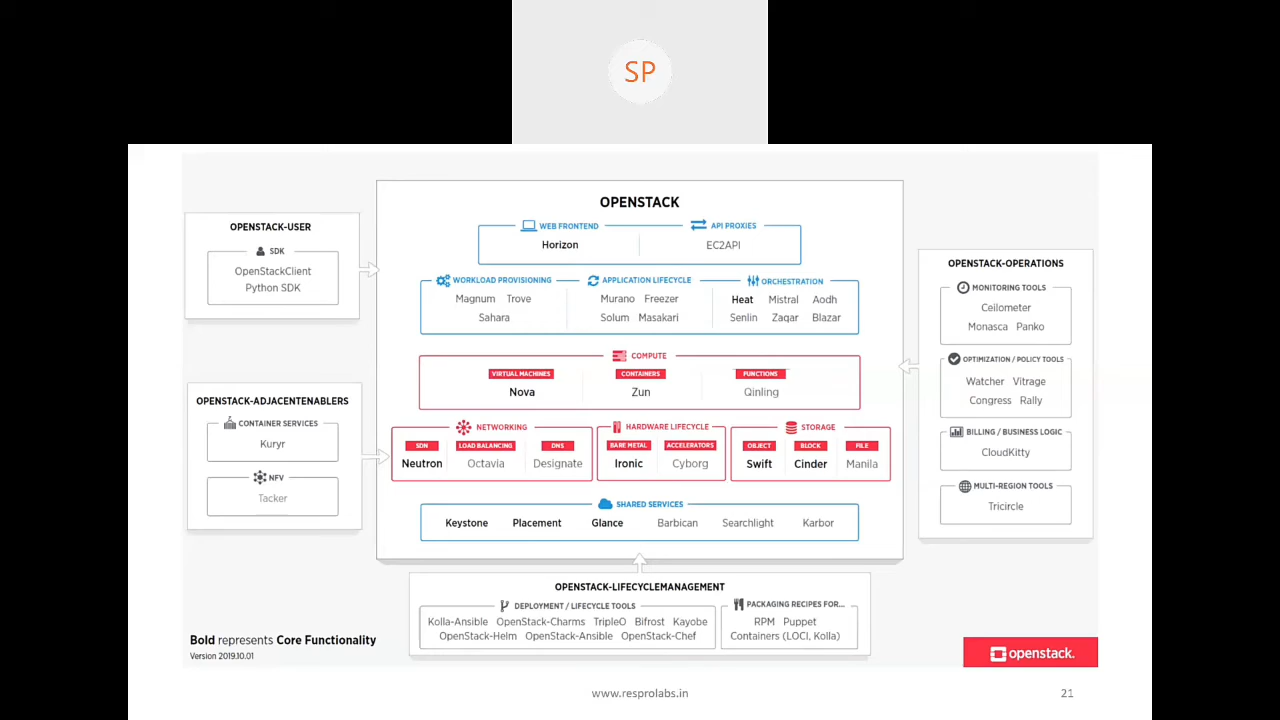 SP
OPENSTACK
WEB FRONTEND
API PROXIES
Horizon
EC2API
WORKLOAD PROVISIONING
APPLICATION LIFECYCLE
ORCHESTRATION
Magnum Trove
Sahara
Murano Freezer
Solum Masakari
Heat Mistral Aodh
Senlin Zaqar Blazar
COMPUTE
VIRTUAL MACHINES
CONTAINERS
FUNCTIONS
Nova
Zun
Qinling
NETWORKING
SDN
LOAD BALANCING
DNS
Neutron
Octavia
Designate
HARDWARE LIFECYCLE
BARE METAL
ACCELERATORS
Ironic
Cyborg
STORAGE
OBJECT
BLOCK
FILE
Swift
Cinder
Manila
SHARED SERVICES
Keystone Placement Glance Barbican Searchlight Karbor
OPENSTACK-USER
SDK
OpenStackClient
Python SDK
OPENSTACK-ADJACENTENABLERS
CONTAINER SERVICES
Kuryr
NFV
Tacker
OPENSTACK-OPERATIONS
MONITORING TOOLS
Ceilometer
Monasca Panko
OPTIMIZATION / POLICY TOOLS
Watcher Vitrage
Congress Rally
BILLING / BUSINESS LOGIC
CloudKitty
MULTI-REGION TOOLS
Tricircle
OPENSTACK-LIFECYCLEMANAGEMENT
DEPLOYMENT / LIFECYCLE TOOLS
Kolla-Ansible OpenStack-Charms TripleO Bifrost Kayobe
OpenStack-Helm OpenStack-Ansible OpenStack-Chef
PACKAGING RECIPES FOR...
RPM Puppet
Containers (LOCI, Kolla)
Bold represents Core Functionality
Version 2019.10.01
openstack.
www.resprolabs.in
21